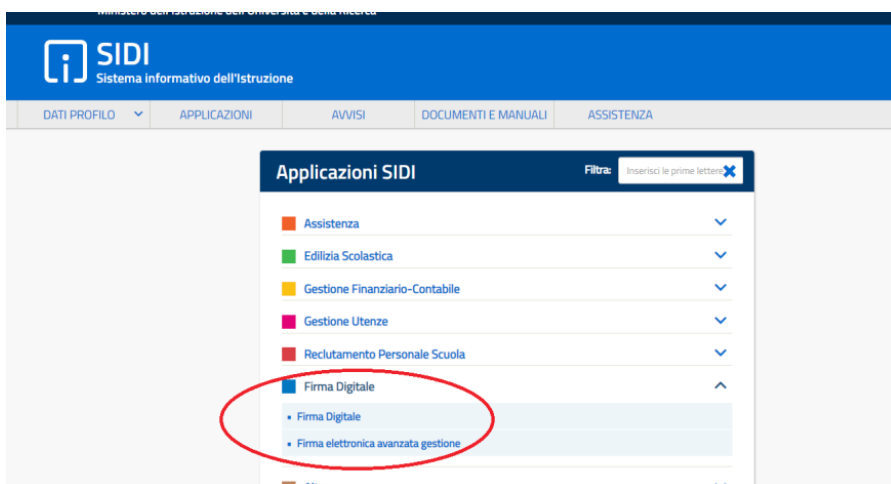 Ministero dell'Istruzione dell'Università e della Ricerca
SIDI
Sistema informativo dell'Istruzione
DATI PROFILO APPLICAZIONI AVVISI DOCUMENTI E MANUALI ASSISTENZA
Applicazioni SIDI Filtra: Inserisci le prime lettere
Assistenza
Edilizia Scolastica
Gestione Finanziario-Contabile
Gestione Utenze
Reclutamento Personale Scuola
Firma Digitale
Firma Digitale
Firma elettronica avanzata gestione